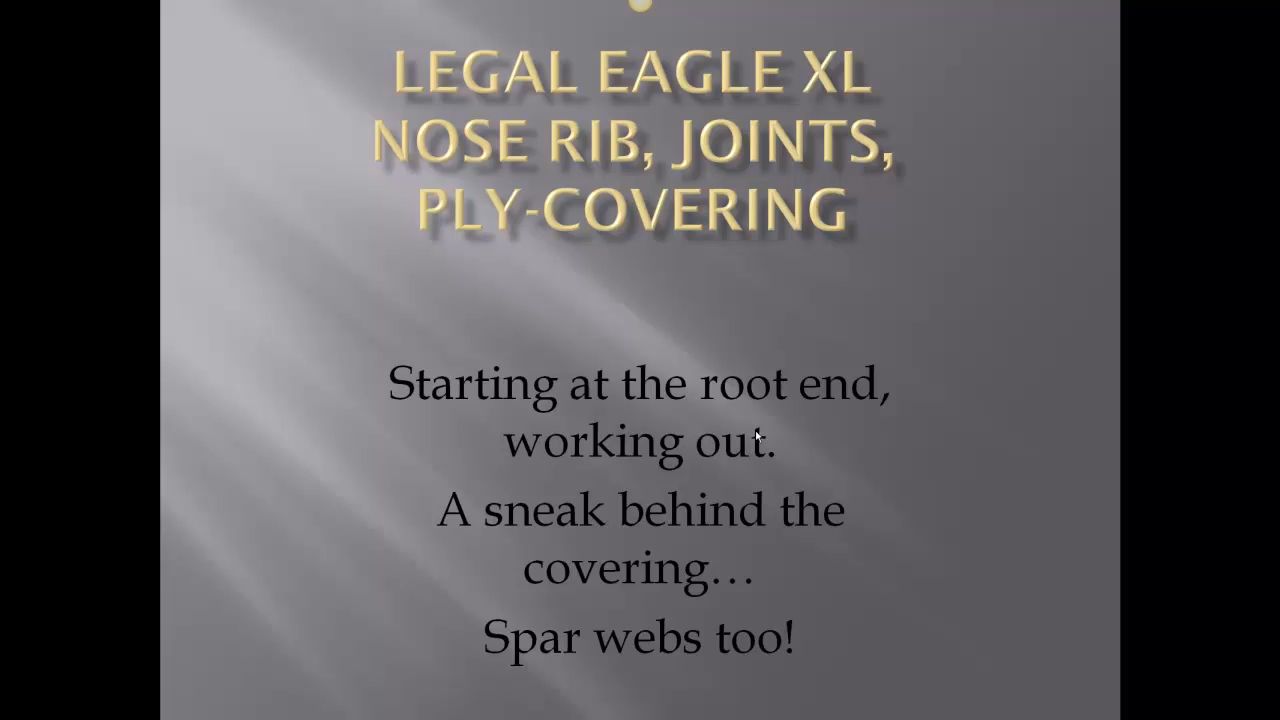 LEGAL EAGLE XL
NOSE RIB, JOINTS,
PLY-COVERING
Starting at the root end,
working out.
A sneak behind the
covering…
Spar webs too!